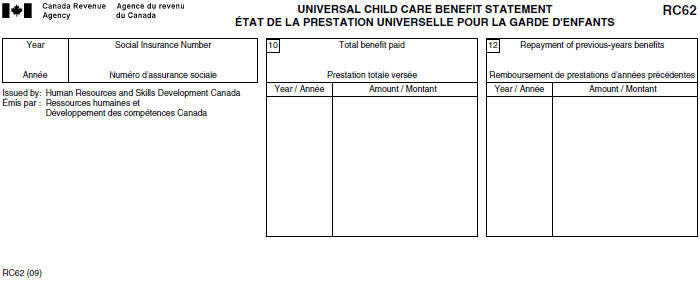 Canada Revenue Agency
Agence du revenu du Canada
UNIVERSAL CHILD CARE BENEFIT STATEMENT
ÉTAT DE LA PRESTATION UNIVERSELLE POUR LA GARDE D'ENFANTS
RC62
Year
Année
Social Insurance Number
Numéro d'assurance sociale
Issued by: Human Resources and Skills Development Canada
Émis par : Ressources humaines et
Développement des compétences Canada
10 Total benefit paid
Prestation totale versée
Year / Année Amount / Montant
12 Repayment of previous-years benefits
Remboursement de prestations d'années précédentes
Year / Année Amount / Montant
RC62 (09)